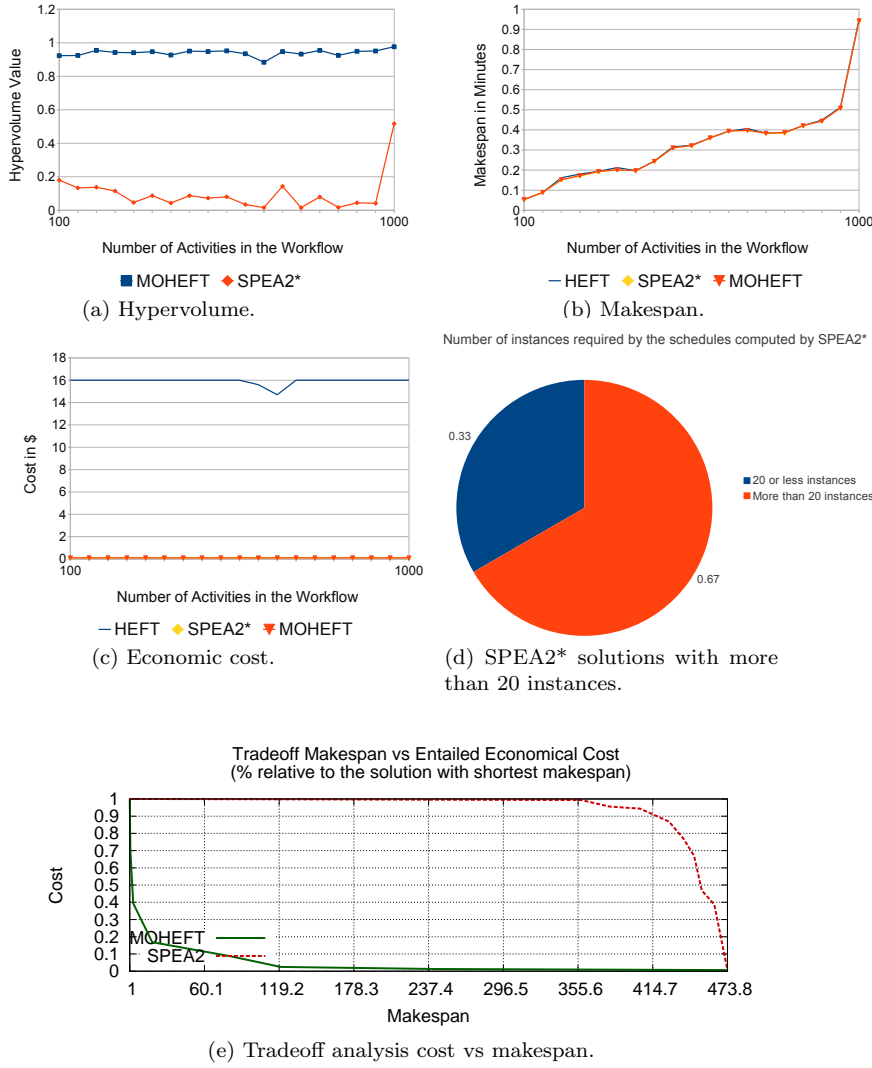 1.2
1
0.8
0.6
0.4
0.2
0
Hypervolume Value
100
1000
Number of Activities in the Workflow
MOHEFT
SPEA2*
(a) Hypervolume.
1
0.9
0.8
0.7
0.6
0.5
0.4
0.3
0.2
0.1
0
Makespan in Minutes
100
1000
Number of Activities in the Workflow
HEFT
SPEA2*
MOHEFT
(b) Makespan.
18
16
14
12
10
8
6
4
2
0
Cost in $
100
1000
Number of Activities in the Workflow
HEFT
SPEA2*
MOHEFT
(c) Economic cost.
Number of instances required by the schedules computed by SPEA2*
0.33
0.67
20 or less instances
More than 20 instances
(d) SPEA2* solutions with more
than 20 instances.
Tradeoff Makespan vs Entailed Economical Cost
(% relative to the solution with shortest makespan)
1
0.9
0.8
0.7
0.6
0.5
0.4
0.3
0.2
0.1
0
Cost
MOHEFT
SPEA2
1
60.1
119.2
178.3
237.4
296.5
355.6
414.7
473.8
Makespan
(e) Tradeoff analysis cost vs makespan.